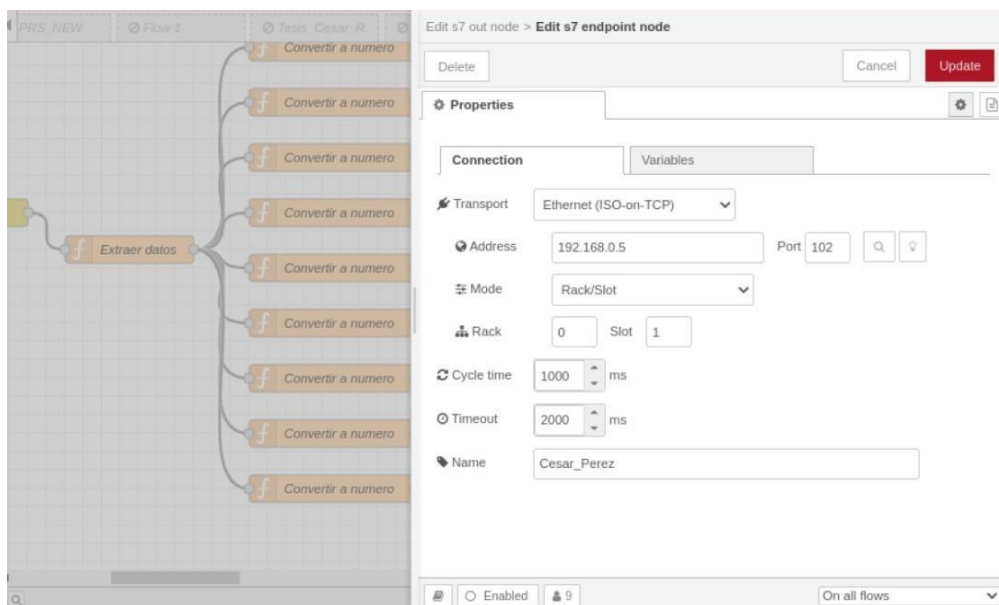 PRS_NEW
Flow 1
Tesis_Cesar_R
Convertir a numero
Convertir a numero
Convertir a numero
Convertir a numero
Extraer datos
Convertir a numero
Convertir a numero
Convertir a numero
Convertir a numero
Convertir a numero
Edit s7 out node > Edit s7 endpoint node
Delete
Cancel
Update
Properties
Connection
Variables
Transport Ethernet (ISO-on-TCP)
Address 192.168.0.5 Port 102
Mode Rack/Slot
Rack 0 Slot 1
Cycle time 1000 ms
Timeout 2000 ms
Name Cesar_Perez
Enabled 9 On all flows